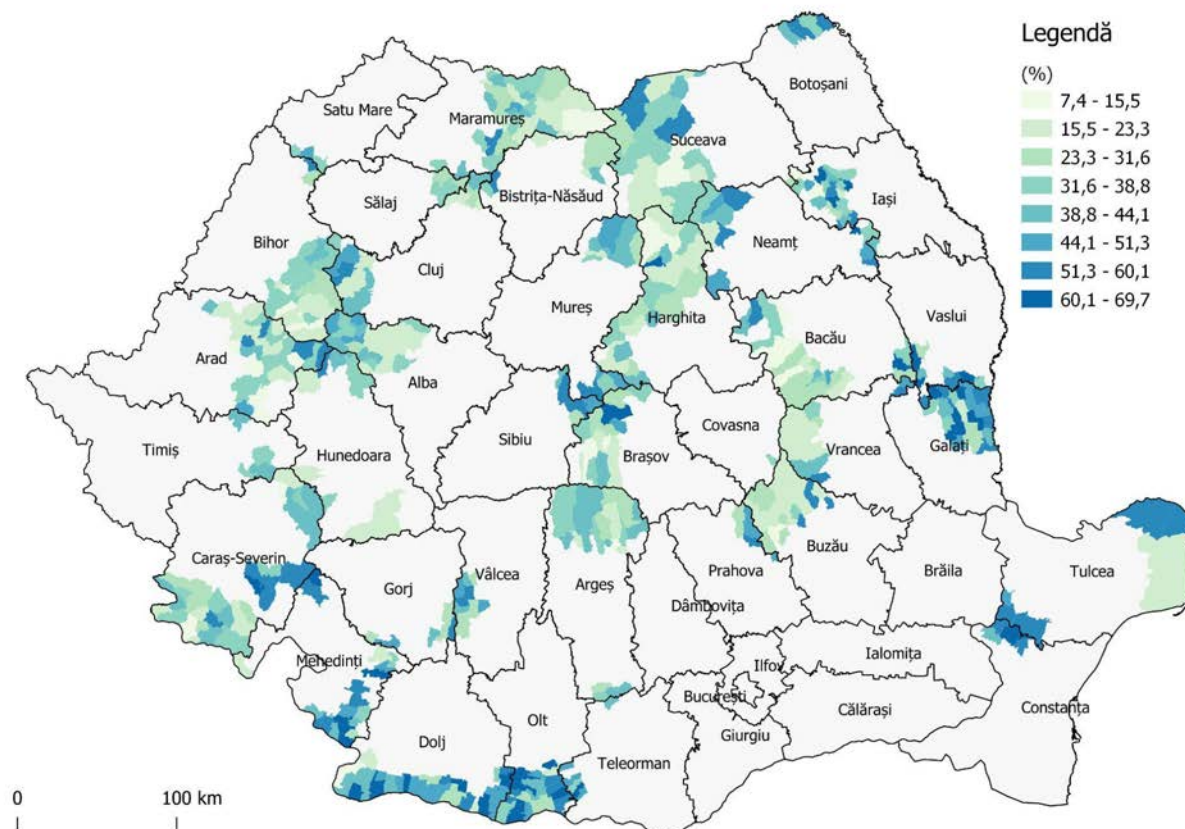 Legendă
(%)
7,4 - 15,5
15,5 - 23,3
23,3 - 31,6
31,6 - 38,8
38,8 - 44,1
44,1 - 51,3
51,3 - 60,1
60,1 - 69,7
Botoșani
Satu Mare
Maramureș
Suceava
Bistrița-Năsăud
Iași
Sălaj
Bihor
Neamț
Cluj
Mureș
Harghita
Vaslui
Bacău
Arad
Alba
Covasna
Sibiu
Timiș
Hunedoara
Brașov
Vrancea
Galați
Caraș-Severin
Buzău
Brăila
Tulcea
Prahova
Vâlcea
Argeș
Gorj
Dâmbovița
Ialomița
Mehedinți
Ilfov
București
Constanța
Călărași
Olt
Giurgiu
Dolj
Teleorman
0
100 km